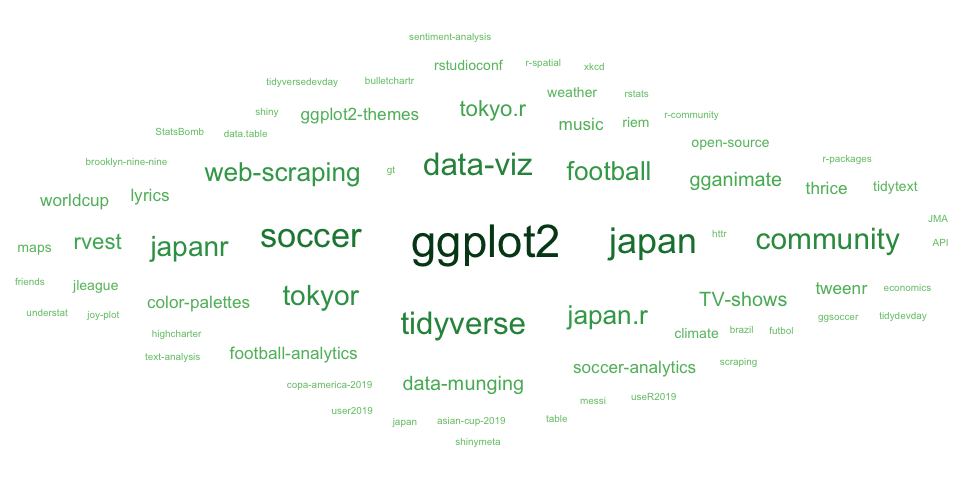 sentiment-analysis
rstudioconf
r-spatial
xkcd
tidyversedevday
bulletchartr
weather
rstats
shiny
ggplot2-themes
tokyo.r
music
riem
r-community
StatsBomb
data.table
open-source
brooklyn-nine-nine
web-scraping
gt
data-viz
football
gganimate
r-packages
thrice
tidytext
worldcup
lyrics
maps
rvest
japanr
soccer
ggplot2
japan
httr
community
JMA
API
friends
jleague
color-palettes
tokyor
tidyverse
japan.r
TV-shows
tweenr
economics
understat
joy-plot
highcharter
climate
brazil
futbol
ggsoccer
tidydevday
text-analysis
football-analytics
soccer-analytics
scraping
copa-america-2019
data-munging
user2019
japan
asian-cup-2019
table
messi
useR2019
shinymeta